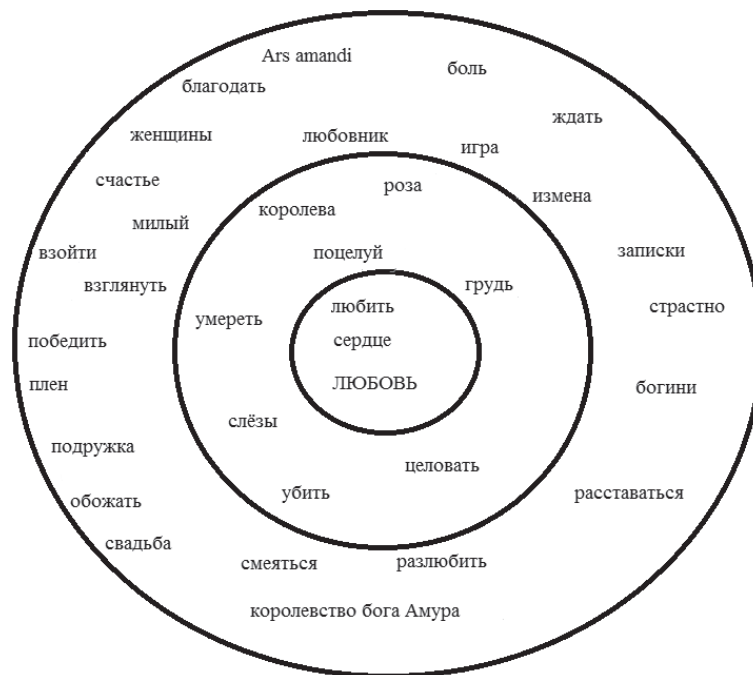 Ars amandi
боль
благодать
ждать
женщины
любовник
игра
счастье
роза
измена
королева
милый
взойти
поцелуй
записки
взглянуть
грудь
любить
страстно
умереть
победить
сердце
плен
ЛЮБОВЬ
богини
слёзы
подружка
целовать
убить
расставаться
обожать
свадьба
смеяться
разлюбить
королевство бога Амура